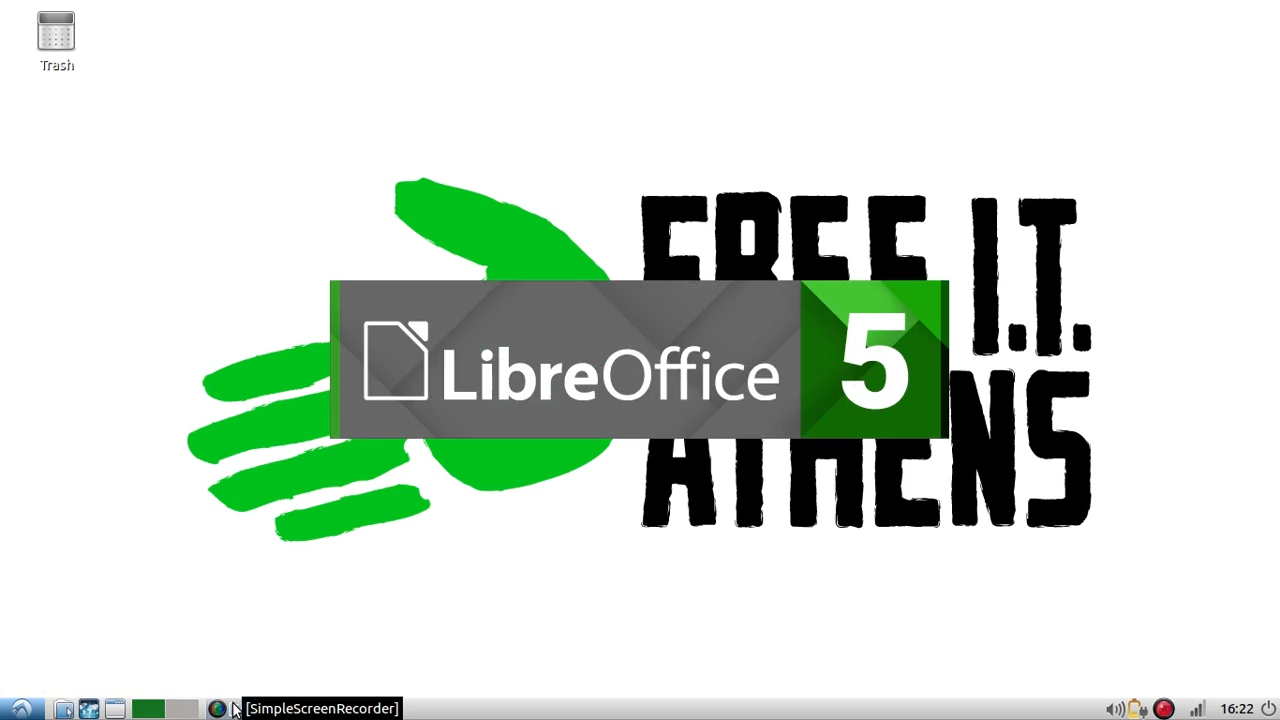 Trash
FREE I.T.
LibreOffice 5
ATHENS
[SimpleScreenRecorder]
16:22